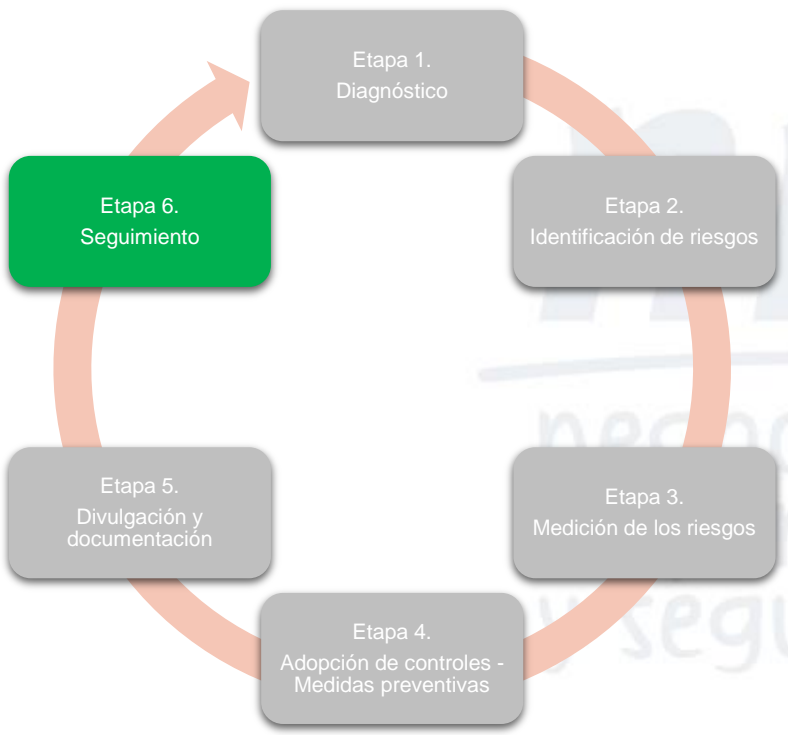 Etapa 1.
Diagnóstico
Etapa 2.
Identificación de riesgos
Etapa 3.
Medición de los riesgos
Etapa 4.
Adopción de controles -
Medidas preventivas
Etapa 5.
Divulgación y
documentación
Etapa 6.
Seguimiento